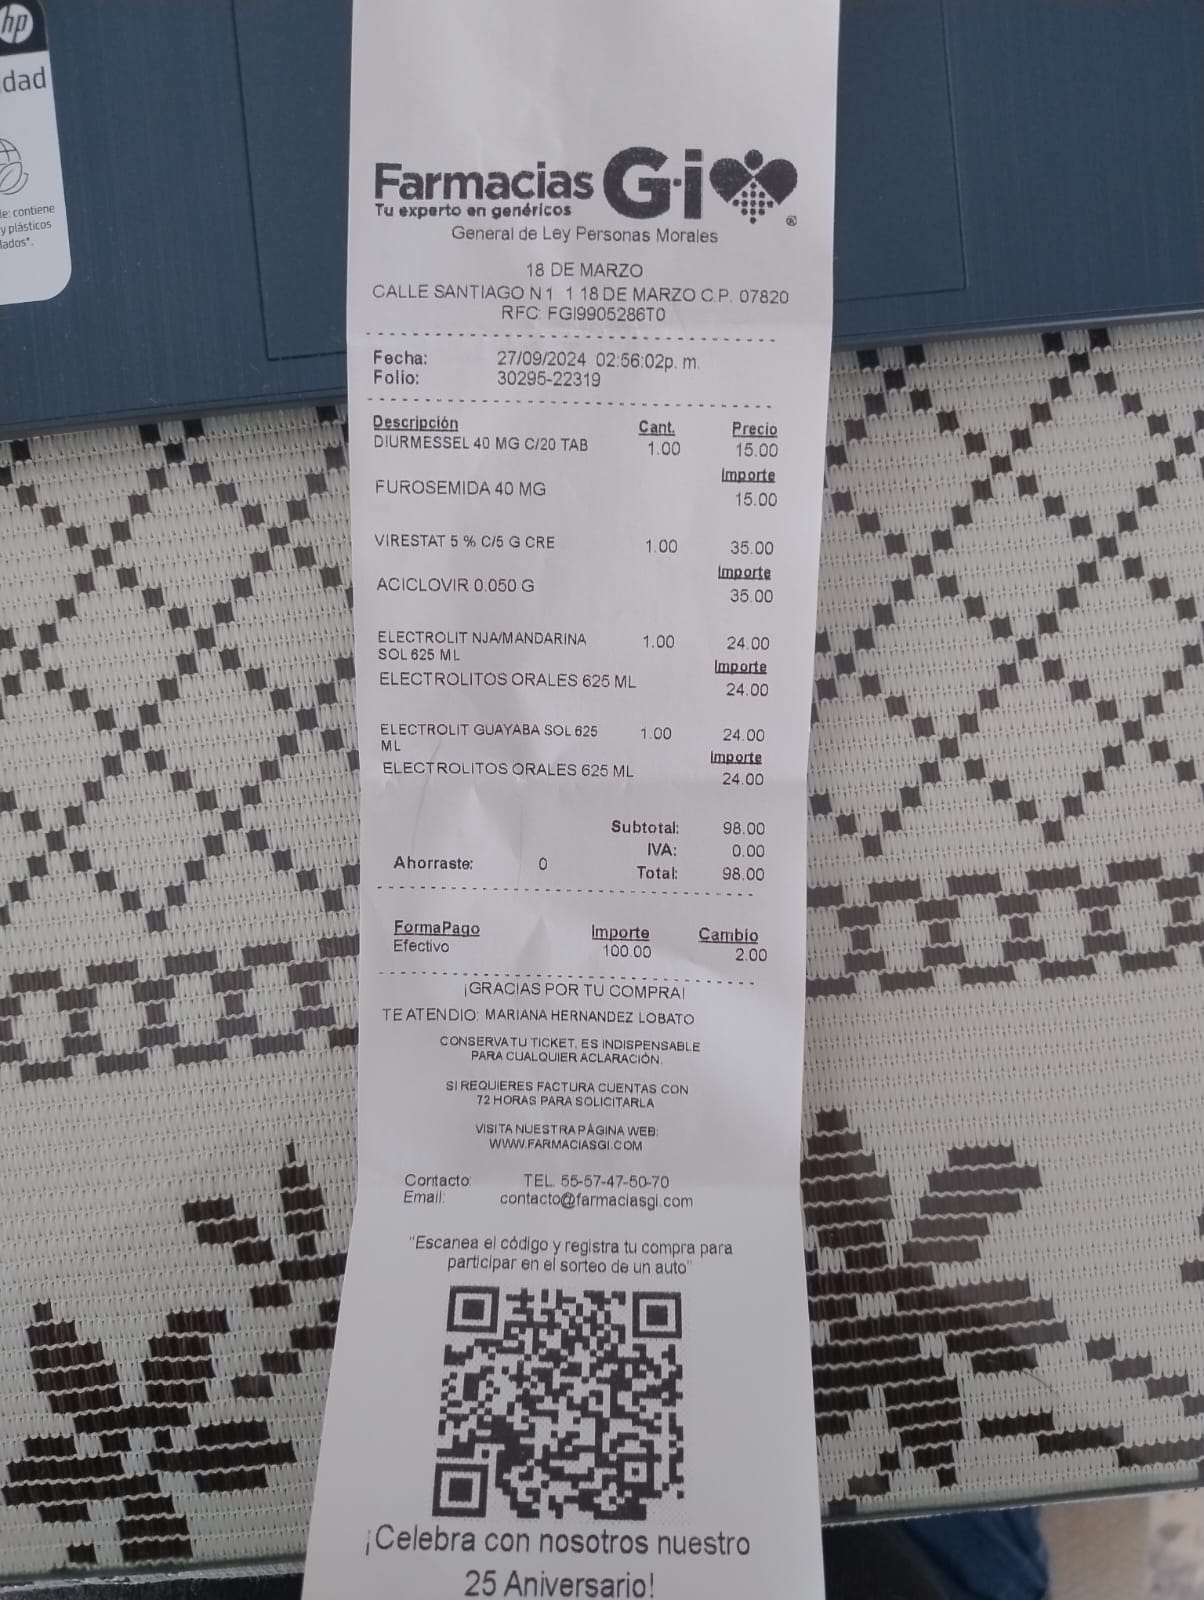 hp
dad
le: contiene
y plásticos
lados*.
Farmacias G·i ®
Tu experto en genéricos
General de Ley Personas Morales
18 DE MARZO
CALLE SANTIAGO N 1 1 18 DE MARZO C.P. 07820
RFC: FGI9905286T0
Fecha: 27/09/2024 02:56:02p. m.
Folio: 30295-22319
Descripción Cant. Precio
DIURMESSEL 40 MG C/20 TAB 1.00 15.00
Importe
FUROSEMIDA 40 MG 15.00
VIRESTAT 5 % C/5 G CRE 1.00 35.00
Importe
ACICLOVIR 0.050 G 35.00
ELECTROLIT NJA/MANDARINA 1.00 24.00
SOL 625 ML
Importe
ELECTROLITOS ORALES 625 ML 24.00
ELECTROLIT GUAYABA SOL 625 1.00 24.00
ML
Importe
ELECTROLITOS ORALES 625 ML 24.00
Subtotal: 98.00
IVA: 0.00
Ahorraste: 0 Total: 98.00
FormaPago Importe Cambio
Efectivo 100.00 2.00
¡GRACIAS POR TU COMPRA!
TE ATENDIO: MARIANA HERNANDEZ LOBATO
CONSERVA TU TICKET, ES INDISPENSABLE
PARA CUALQUIER ACLARACIÓN.
SI REQUIERES FACTURA CUENTAS CON
72 HORAS PARA SOLICITARLA
VISITA NUESTRA PÁGINA WEB:
WWW.FARMACIASGI.COM
Contacto: TEL. 55-57-47-50-70
Email: contacto@farmaciasgi.com
"Escanea el código y registra tu compra para
participar en el sorteo de un auto"
¡Celebra con nosotros nuestro
25 Aniversario!